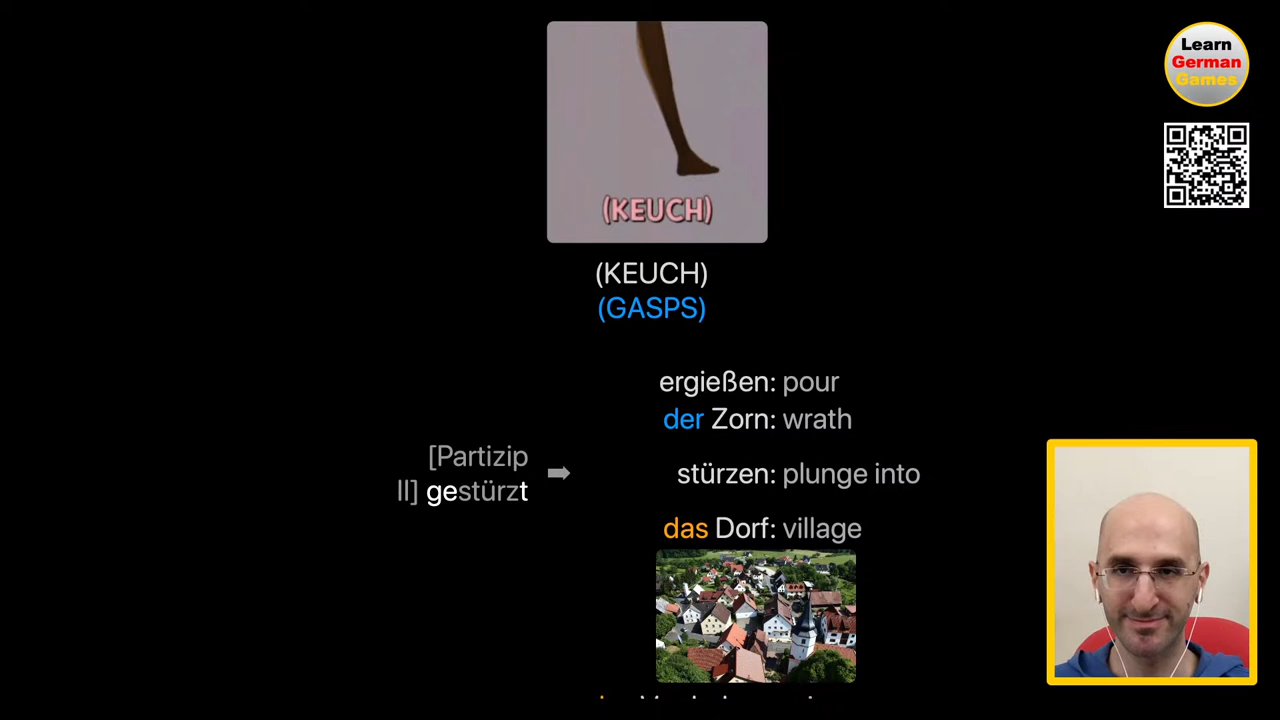 Learn
German
Games
(KEUCH)
(KEUCH)
(GASPS)
ergießen: pour
der Zorn: wrath
[Partizip
II] gestürzt
➡
stürzen: plunge into
das Dorf: village